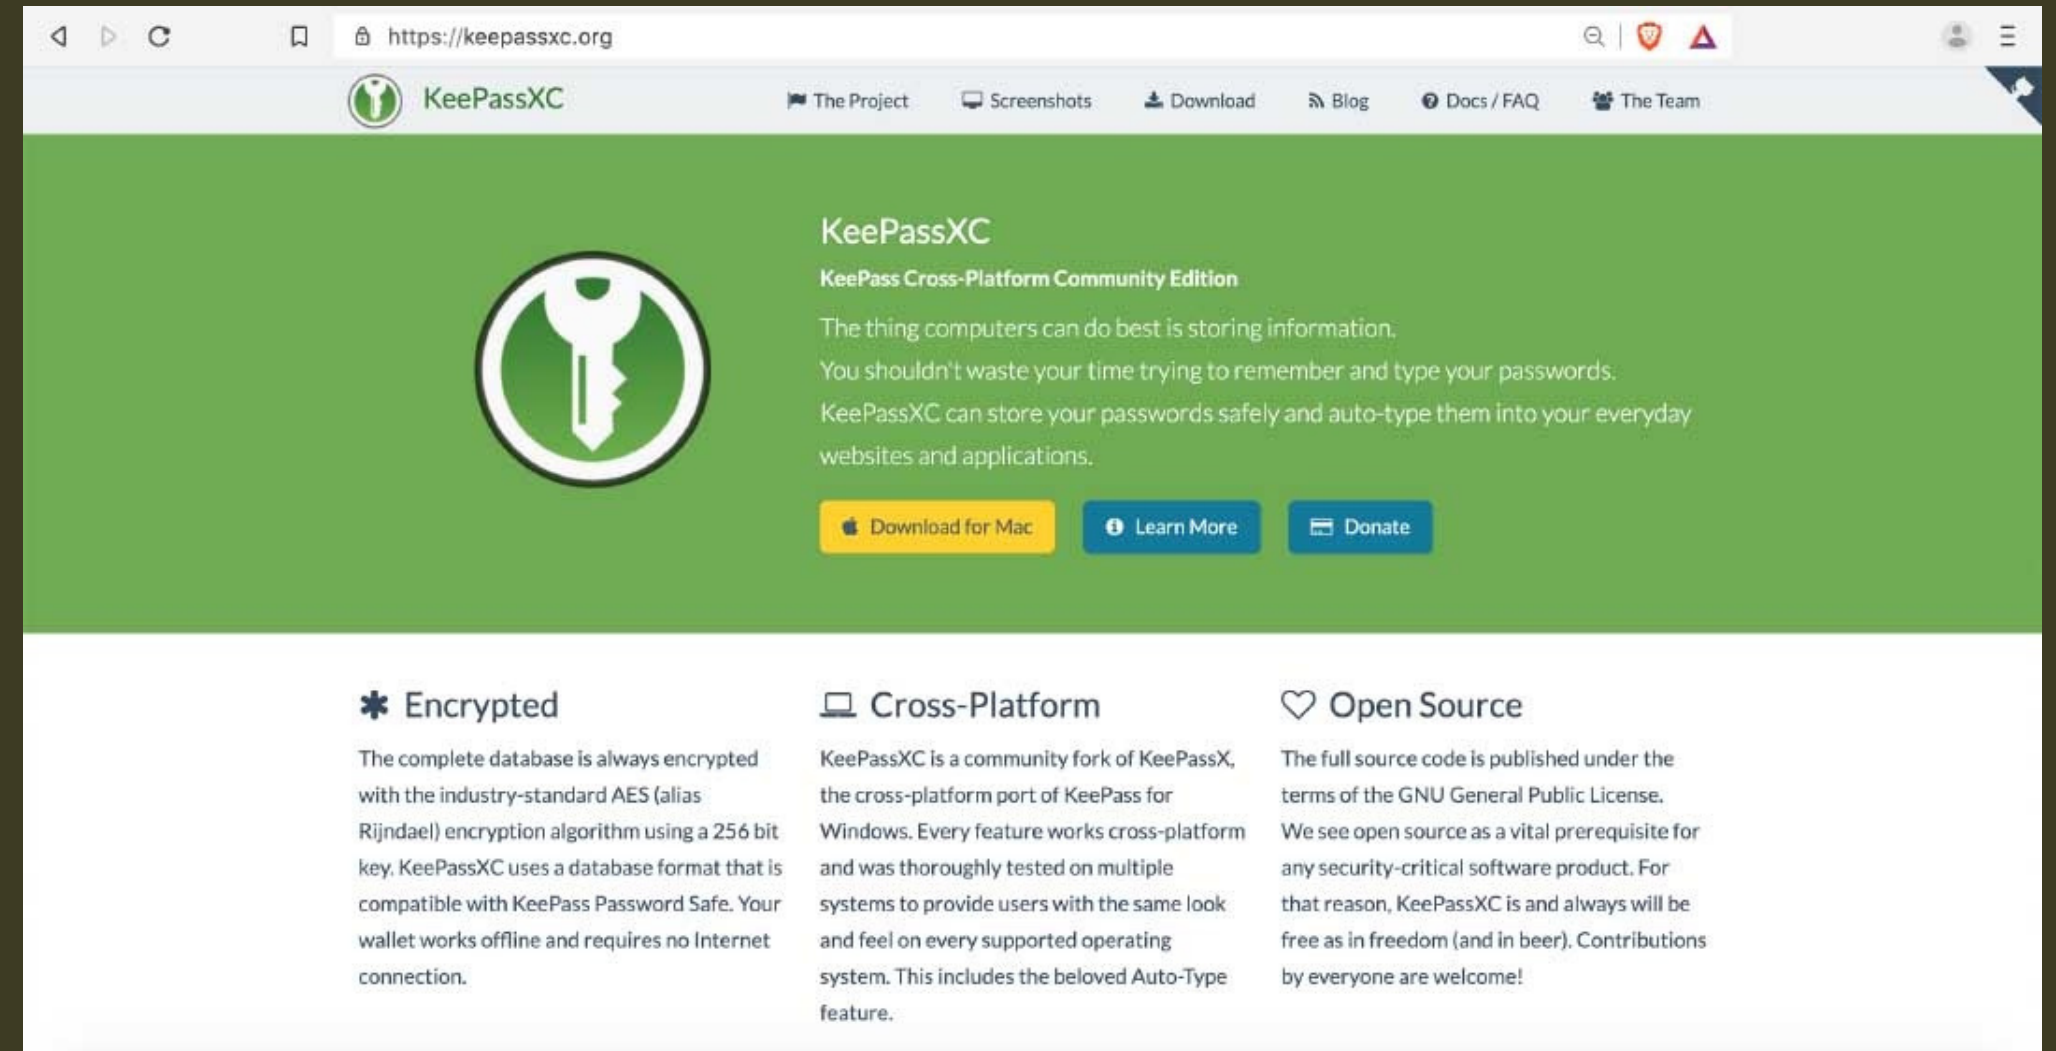 https://keepassxc.org
KeePassXC
The Project
Screenshots
Download
Blog
Docs / FAQ
The Team
KeePassXC
KeePass Cross-Platform Community Edition
The thing computers can do best is storing information.
You shouldn't waste your time trying to remember and type your passwords.
KeePassXC can store your passwords safely and auto-type them into your everyday
websites and applications.
Download for Mac
Learn More
Donate
Encrypted
The complete database is always encrypted
with the industry-standard AES (alias
Rijndael) encryption algorithm using a 256 bit
key. KeePassXC uses a database format that is
compatible with KeePass Password Safe. Your
wallet works offline and requires no Internet
connection.
Cross-Platform
KeePassXC is a community fork of KeePassX,
the cross-platform port of KeePass for
Windows. Every feature works cross-platform
and was thoroughly tested on multiple
systems to provide users with the same look
and feel on every supported operating
system. This includes the beloved Auto-Type
feature.
Open Source
The full source code is published under the
terms of the GNU General Public License.
We see open source as a vital prerequisite for
any security-critical software product. For
that reason, KeePassXC is and always will be
free as in freedom (and in beer). Contributions
by everyone are welcome!